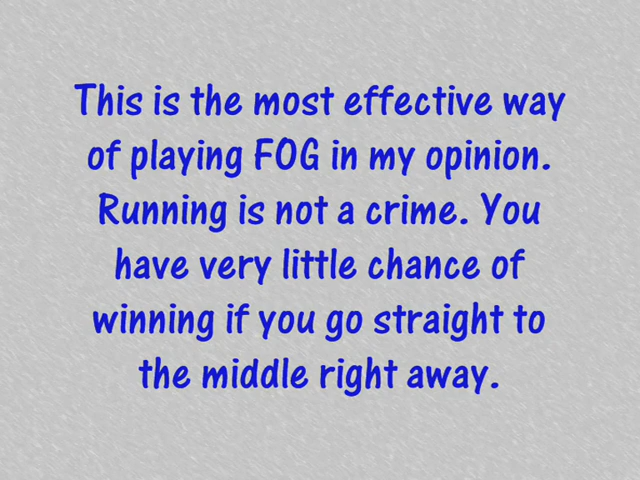 This is the most effective way
of playing FOG in my opinion.
Running is not a crime. You
have very little chance of
winning if you go straight to
the middle right away.